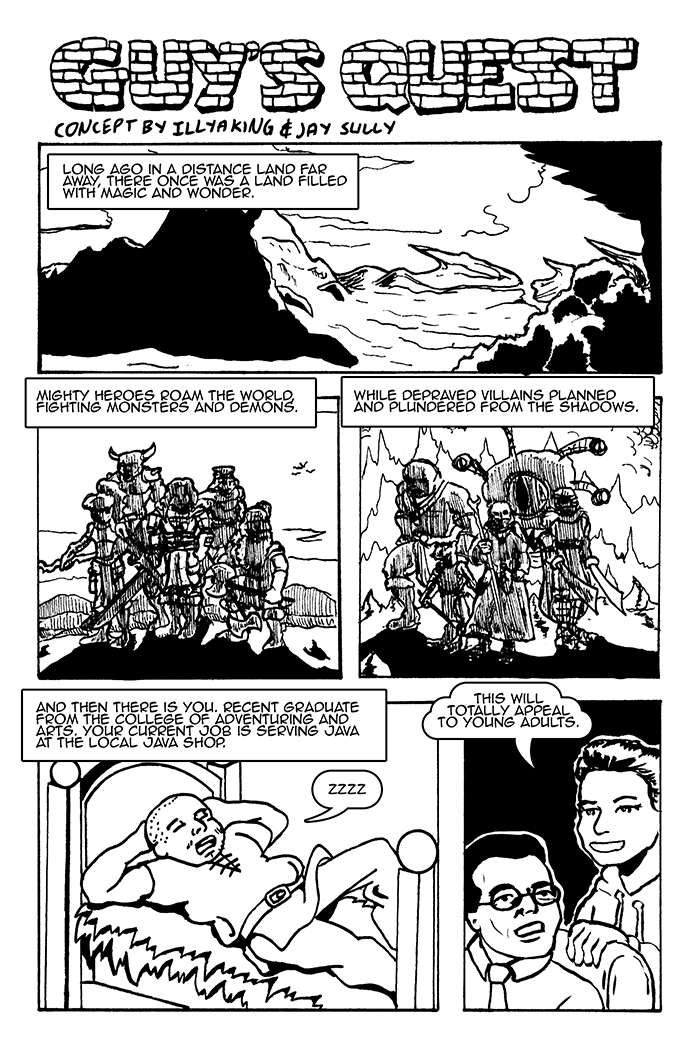 GUY'S QUEST
CONCEPT BY ILLYAKING & JAY SULLY
LONG AGO IN A DISTANCE LAND FAR
AWAY, THERE ONCE WAS A LAND FILLED
WITH MAGIC AND WONDER.
MIGHTY HEROES ROAM THE WORLD,
FIGHTING MONSTERS AND DEMONS.
WHILE DEPRAVED VILLAINS PLANNED
AND PLUNDERED FROM THE SHADOWS.
AND THEN THERE IS YOU. RECENT GRADUATE
FROM THE COLLEGE OF ADVENTURING AND
ARTS. YOUR CURRENT JOB IS SERVING JAVA
AT THE LOCAL JAVA SHOP.
ZZZZ
THIS WILL
TOTALLY APPEAL
TO YOUNG ADULTS.